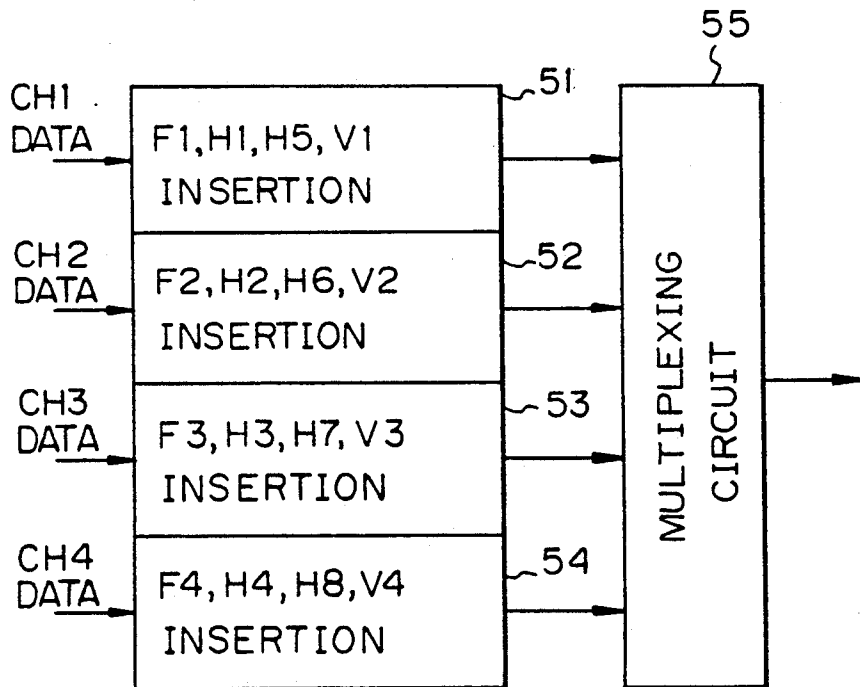 55
CH1
DATA
51
F1,H1,H5,V1
INSERTION
CH2
DATA
52
F2,H2,H6,V2
INSERTION
CH3
DATA
53
F3,H3,H7,V3
INSERTION
CH4
DATA
54
F4,H4,H8,V4
INSERTION
MULTIPLEXING
CIRCUIT